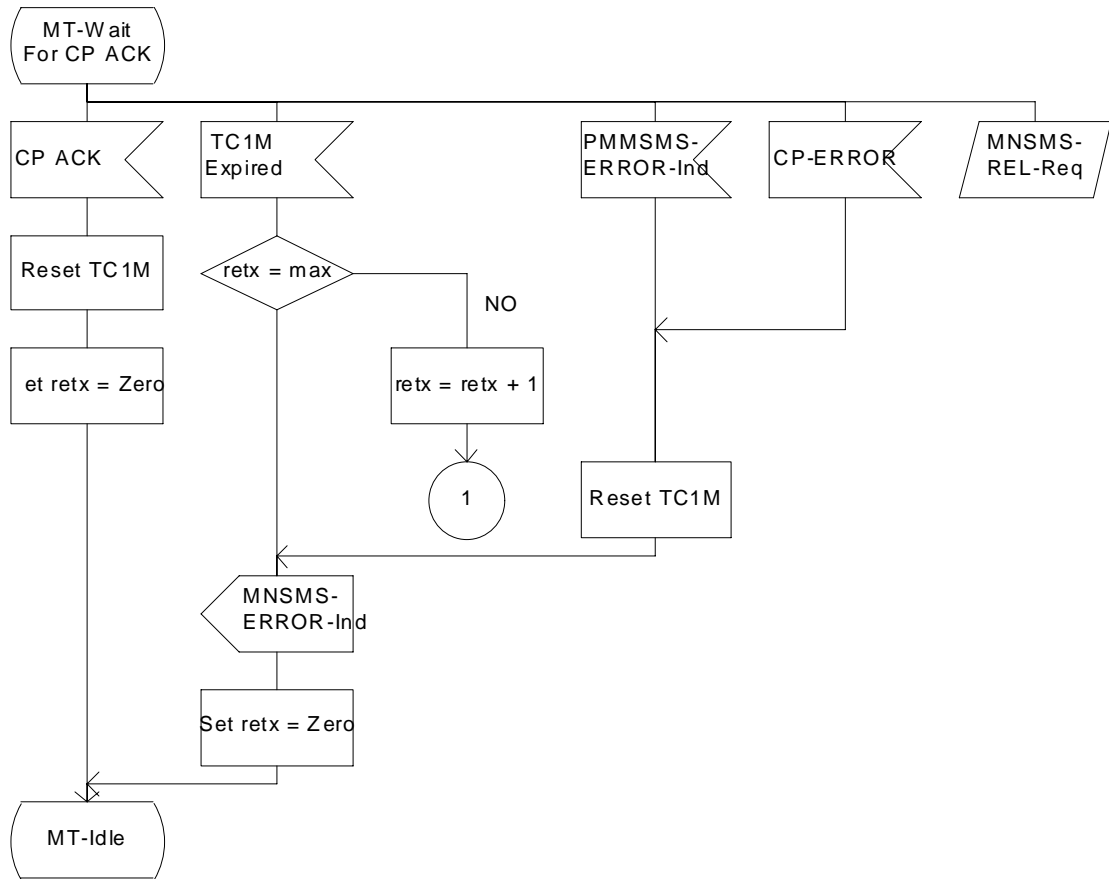 MT-Wait
For CP ACK
CP ACK
TC1M
Expired
PMMSMS-
ERROR-Ind
CP-ERROR
MNSMS-
REL-Req
Reset TC1M
retx = max
NO
et retx = Zero
retx = retx + 1
1
Reset TC1M
MNSMS-
ERROR-Ind
Set retx = Zero
MT-Idle